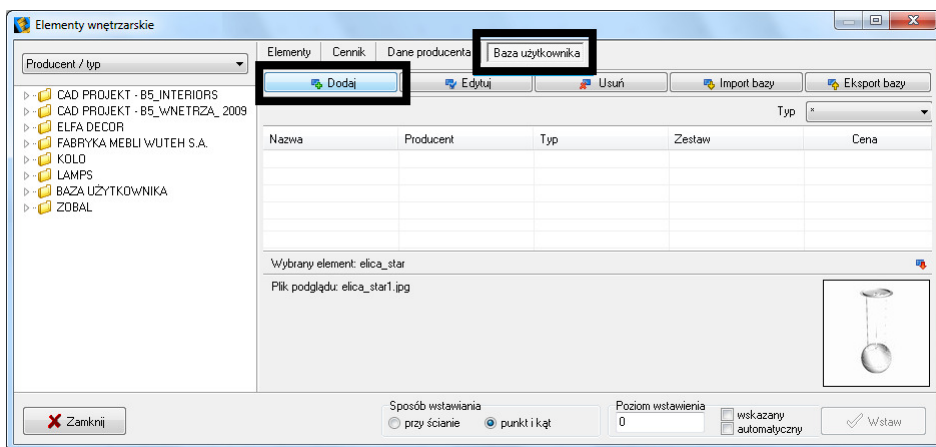 Elementy wnętrzarskie
Producent / typ
CAD PROJEKT - B5_INTERIORS
CAD PROJEKT - B5_WNETRZA_ 2009
ELFA DECOR
FABRYKA MEBLI WUTEH S.A.
KOLO
LAMPS
BAZA UŻYTKOWNIKA
ZOBAL
Elementy Cennik Dane producenta Baza użytkownika
Dodaj Edytuj Usuń Import bazy Eksport bazy
Typ *
Nazwa Producent Typ Zestaw Cena
Wybrany element: elica_star
Plik podglądu: elica_star1.jpg
Zamknij
Sposób wstawiania
przy ścianie punkt i kąt
Poziom wstawienia
0
wskazany
automatyczny
Wstaw